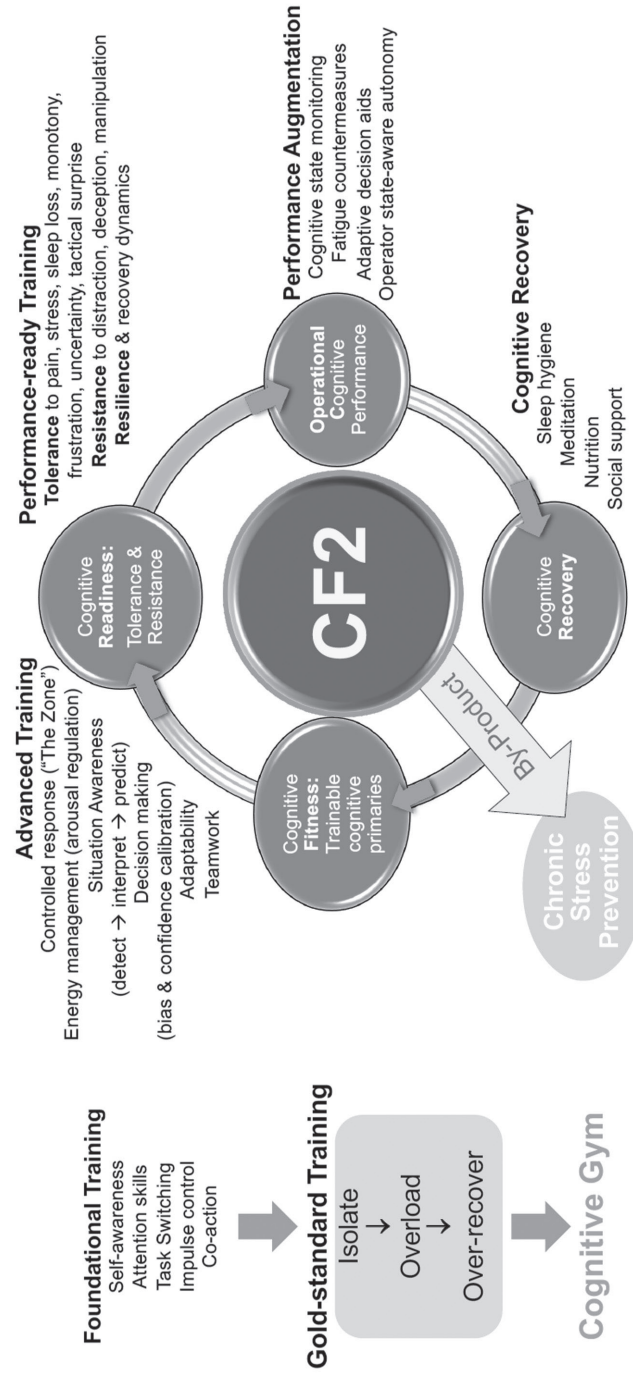 Foundational Training
Self-awareness
Attention skills
Task Switching
Impulse control
Co-action
Gold-standard Training
Isolate
↓
Overload
↓
Over-recover
Cognitive Gym
Advanced Training
Controlled response ("The Zone")
Energy management (arousal regulation)
Situation Awareness
(detect → interpret → predict)
Decision making
(bias & confidence calibration)
Adaptability
Teamwork
Cognitive
Fitness:
Trainable
cognitive
primaries
Cognitive
Readiness:
Tolerance &
Resistance
Performance-ready Training
Tolerance to pain, stress, sleep loss, monotony,
frustration, uncertainty, tactical surprise
Resistance to distraction, deception, manipulation
Resilience & recovery dynamics
Operational
Cognitive
Performance
Performance Augmentation
Cognitive state monitoring
Fatigue countermeasures
Adaptive decision aids
Operator state-aware autonomy
Cognitive
Recovery
Cognitive Recovery
Sleep hygiene
Meditation
Nutrition
Social support
CF2
By-Product
Chronic
Stress
Prevention